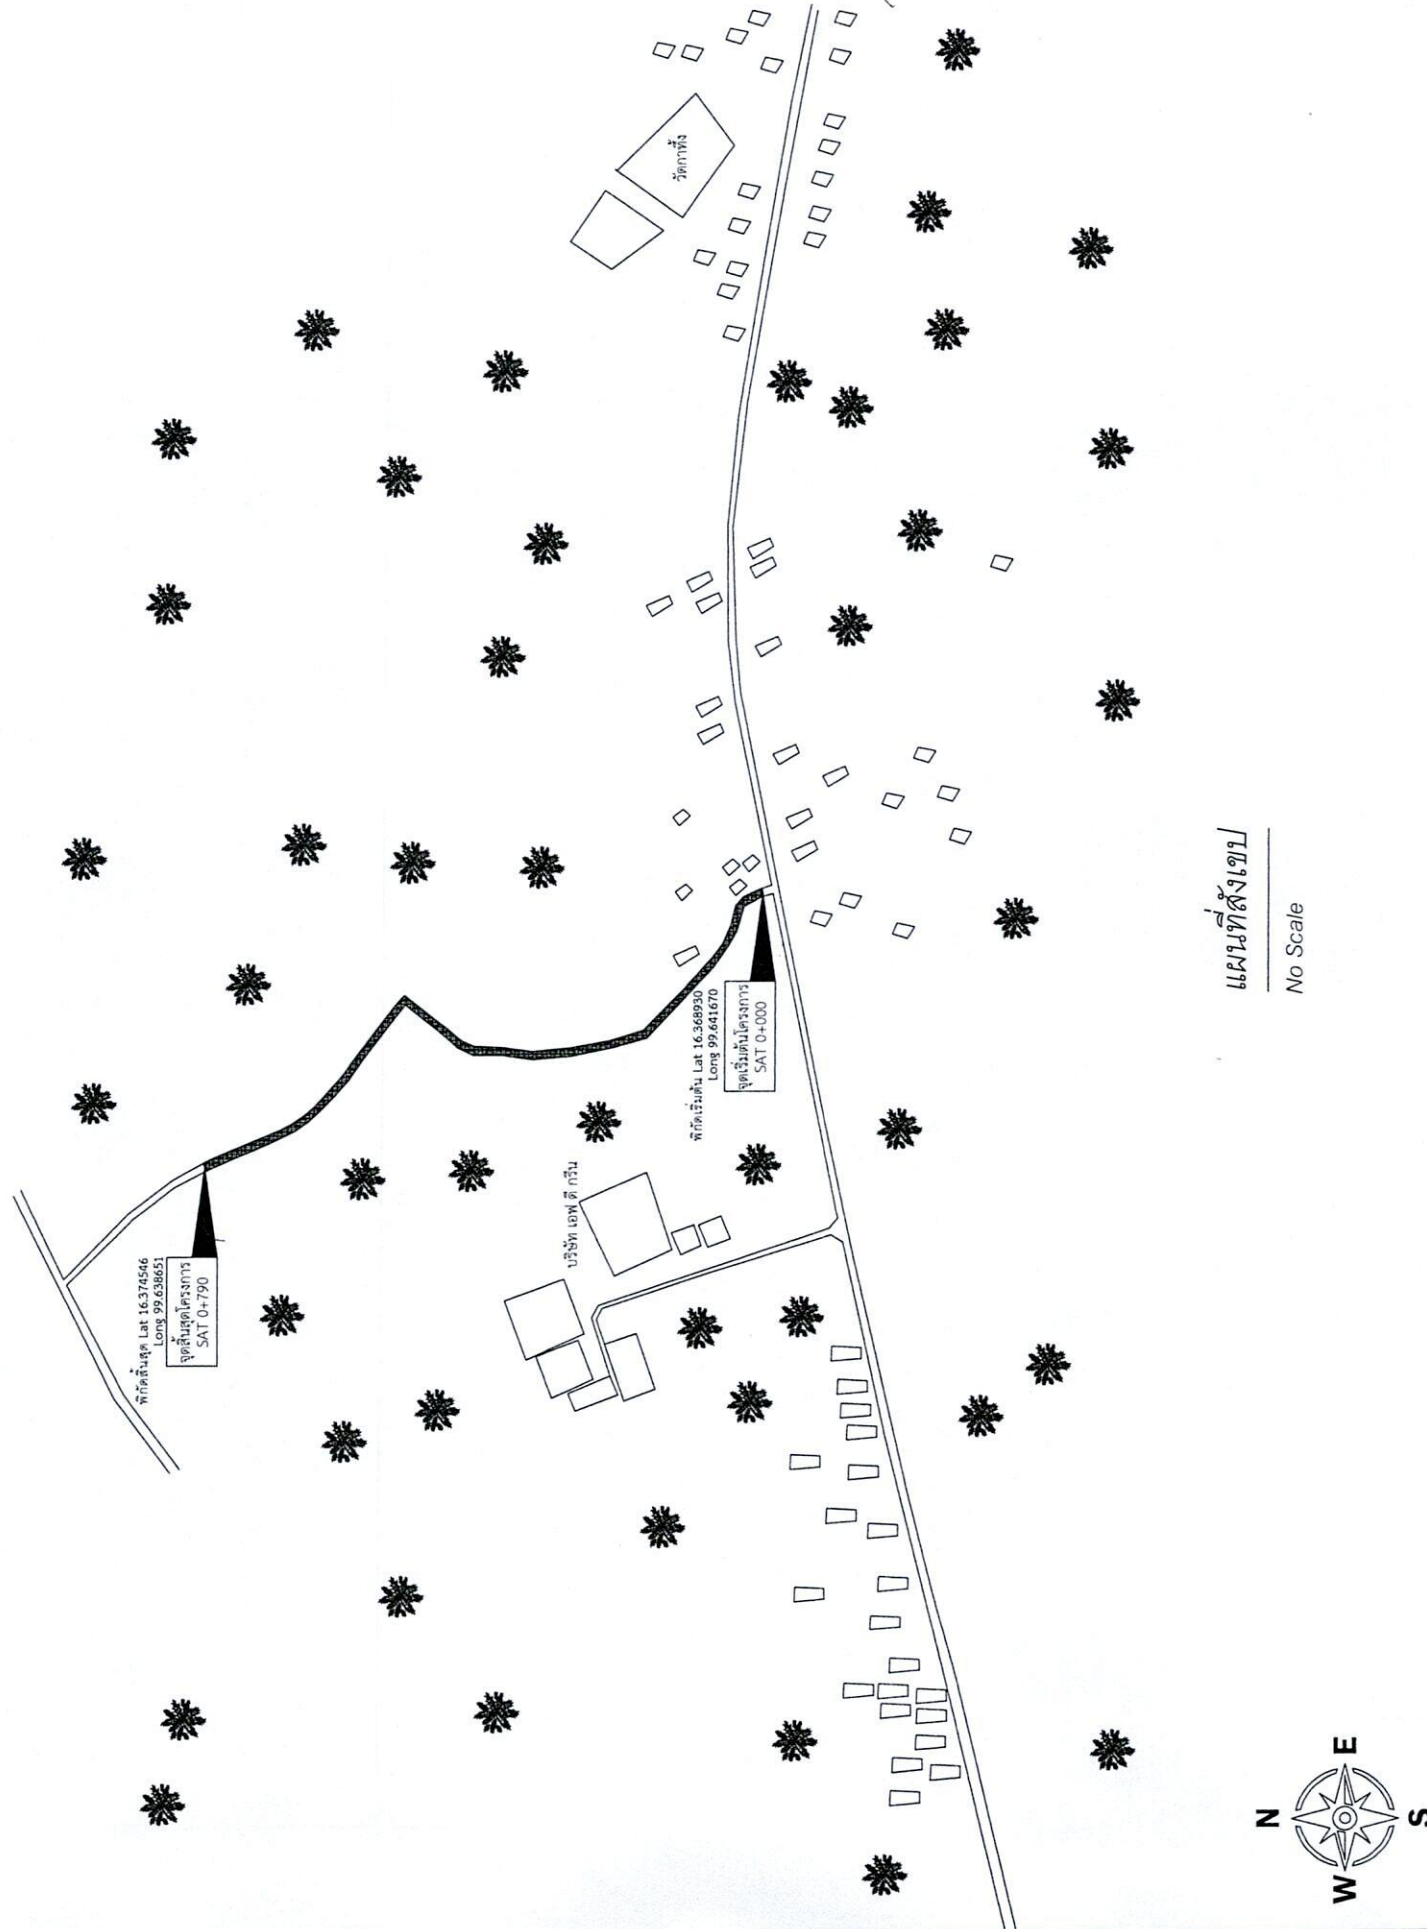 วัดกาทิ้ง
พิกัดเริ่มต้น Lat 16.368930
Long 99.641670
จุดเริ่มต้นโครงการ
SAT 0+000
บริษัท เอฟ ดี กรีน
พิกัดสิ้นสุด Lat 16.374546
Long 99.638651
จุดสิ้นสุดโครงการ
SAT 0+790
แผนที่สังเขป
No Scale
N
E
W
S